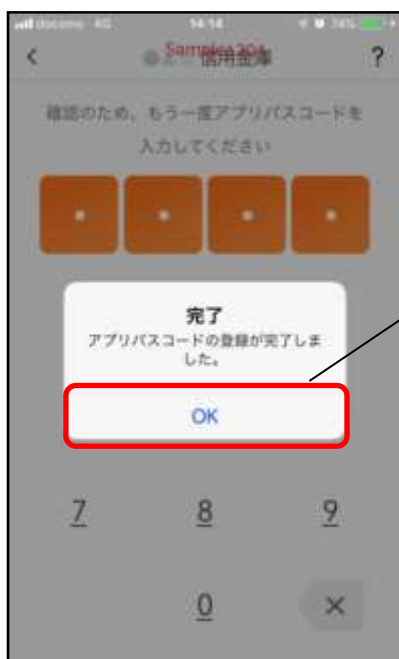 docomo 4G 14:14 74%
< 信用金庫 ?
確認のため、もう一度アプリパスコードを
入力してください
完了
アプリパスコードの登録が完了しま
した。
OK
7 8 9
0 ×